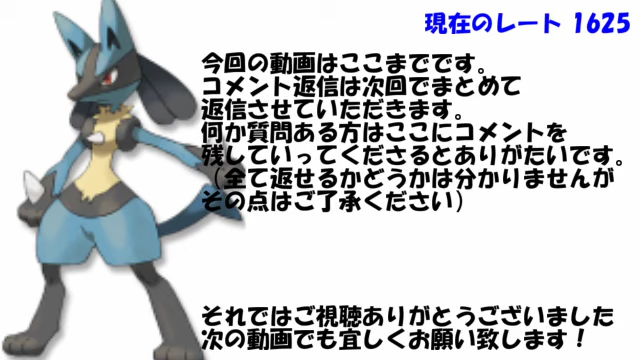 現在のレート 1625
今回の動画はここまでです。
コメント返信は次回でまとめて
返信させていただきます。
何か質問ある方はここにコメントを
残していってくださるとありがたいです。
（全て返せるかどうかは分かりませんが
その点はご了承ください）
それではご視聴ありがとうございました
次の動画でも宜しくお願い致します！